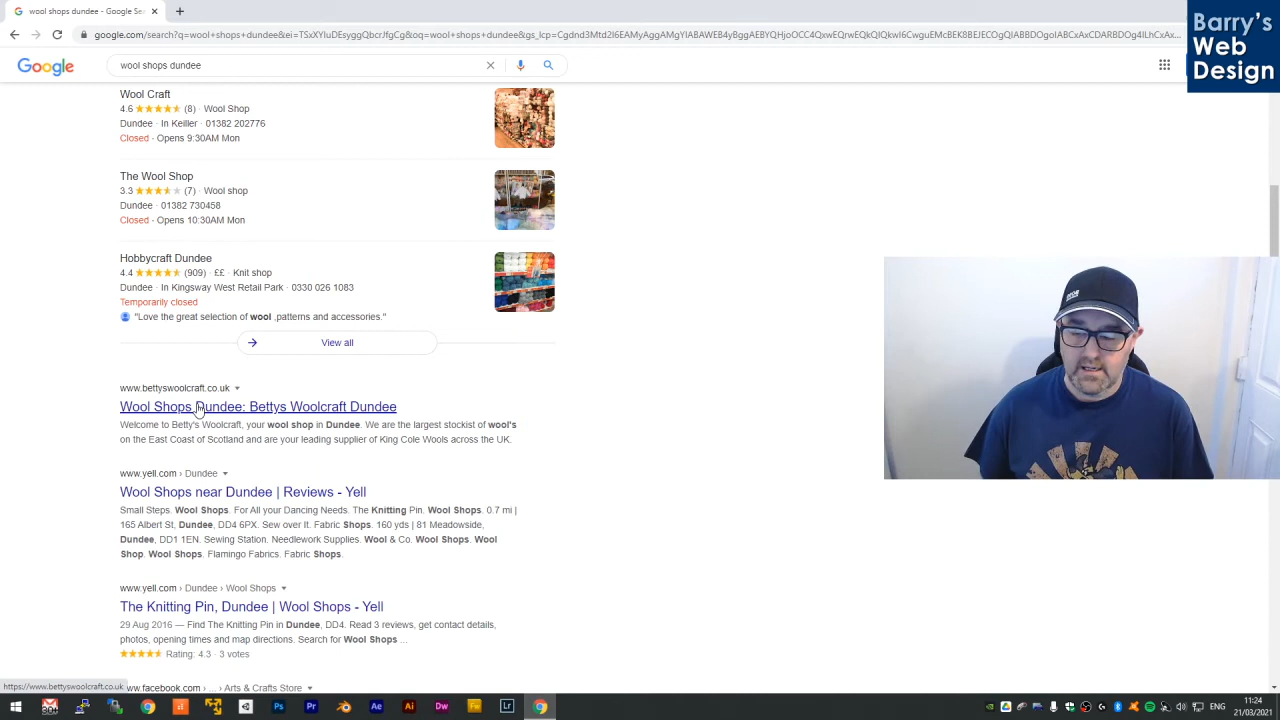 wool shops dundee - Google Sea
google.com/search?q=wool+shops+dundee&ei=
Barry's
Web
Design
Google
wool shops dundee
Wool Craft
4.6 (8) · Wool Shop
Dundee · In Keiller · 01382 202776
Closed · Opens 9:30AM Mon
The Wool Shop
3.3 (7) · Wool shop
Dundee · 01382 730458
Closed · Opens 10:30AM Mon
Hobbycraft Dundee
4.4 (909) · ££ · Knit shop
Dundee · In Kingsway West Retail Park · 0330 026 1083
Temporarily closed
"Love the great selection of wool ,patterns and accessories."
View all
www.bettyswoolcraft.co.uk
Wool Shops Dundee: Bettys Woolcraft Dundee
Welcome to Betty's Woolcraft, your wool shop in Dundee. We are the largest stockist of wool's
on the East Coast of Scotland and are your leading supplier of King Cole Wools across the UK.
www.yell.com › Dundee
Wool Shops near Dundee | Reviews - Yell
Small Steps. Wool Shops. For All your Dancing Needs. The Knitting Pin. Wool Shops. 0.7 mi |
165 Albert St, Dundee, DD4 6PX. Sew over It. Fabric Shops. 160 yds | 81 Meadowside,
Dundee, DD1 1EN. Sewing Station. Needlework Supplies. Wool & Co. Wool Shops. Wool
Shop. Wool Shops. Flamingo Fabrics. Fabric Shops.
www.yell.com › Dundee › Wool Shops
The Knitting Pin, Dundee | Wool Shops - Yell
29 Aug 2016 — Find The Knitting Pin in Dundee, DD4. Read 3 reviews, get contact details,
photos, opening times and map directions. Search for Wool Shops ...
Rating: 4.3 · 3 votes
www.facebook.com › ... › Arts & Crafts Store
https://www.bettyswoolcraft.co.uk
30+
Ps
Pr
Ae
Ai
Dw
Lr
ENG
11:24
21/03/2021